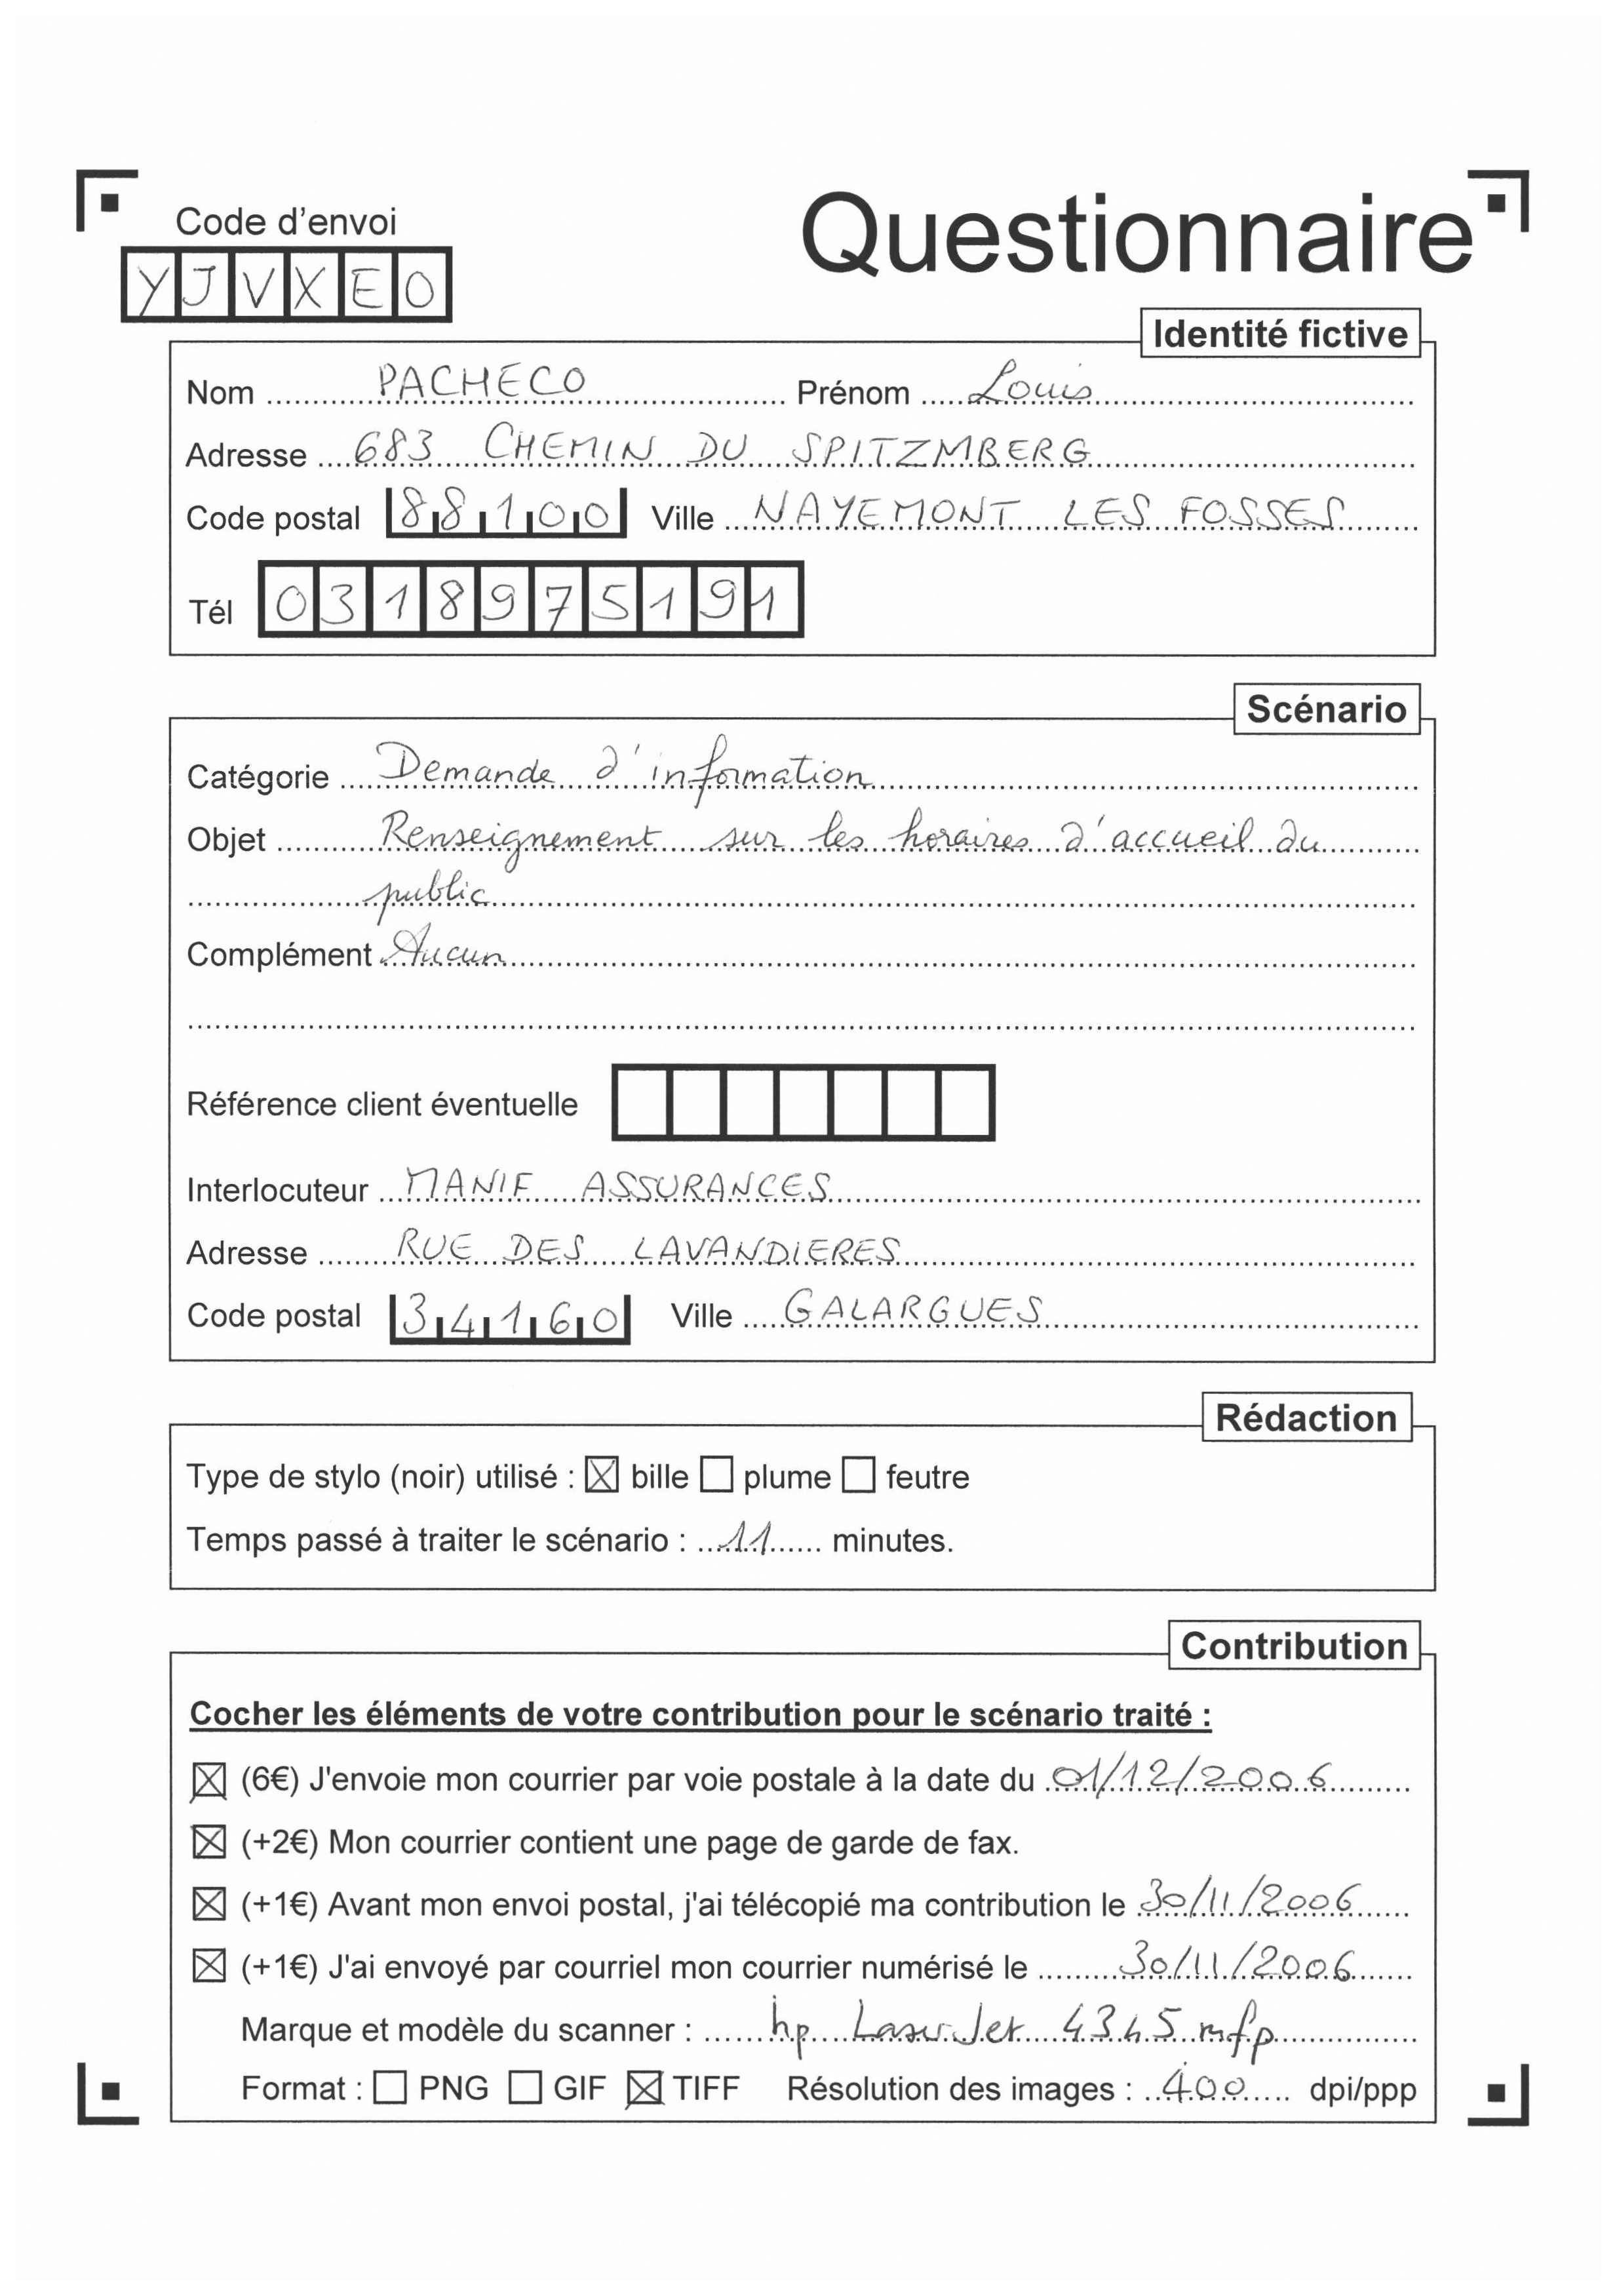 Code d'envoi
Questionnaire
YJVXEO
Identité fictive
Nom PACHECO Prénom Louis
Adresse 683 CHEMIN DU SPITZMBERG
Code postal 88100 Ville NAYEMONT LES FOSSES
Tél 0318975191
Scénario
Catégorie Demande d'information
Objet Renseignement sur les horaires d'accueil du
public
Complément Aucun
Référence client éventuelle
Interlocuteur MANIF ASSURANCES
Adresse RUE DES LAVANDIERES
Code postal 34160 Ville GALARGUES
Rédaction
Type de stylo (noir) utilisé : ☒ bille ☐ plume ☐ feutre
Temps passé à traiter le scénario : 11 minutes.
Contribution
Cocher les éléments de votre contribution pour le scénario traité :
☒ (6€) J'envoie mon courrier par voie postale à la date du 01/12/2006
☒ (+2€) Mon courrier contient une page de garde de fax.
☒ (+1€) Avant mon envoi postal, j'ai télécopié ma contribution le 30/11/2006
☒ (+1€) J'ai envoyé par courriel mon courrier numérisé le 30/11/2006
Marque et modèle du scanner : hp LaserJet 4345 mfp
Format : ☐ PNG ☐ GIF ☒ TIFF Résolution des images : 400 dpi/ppp